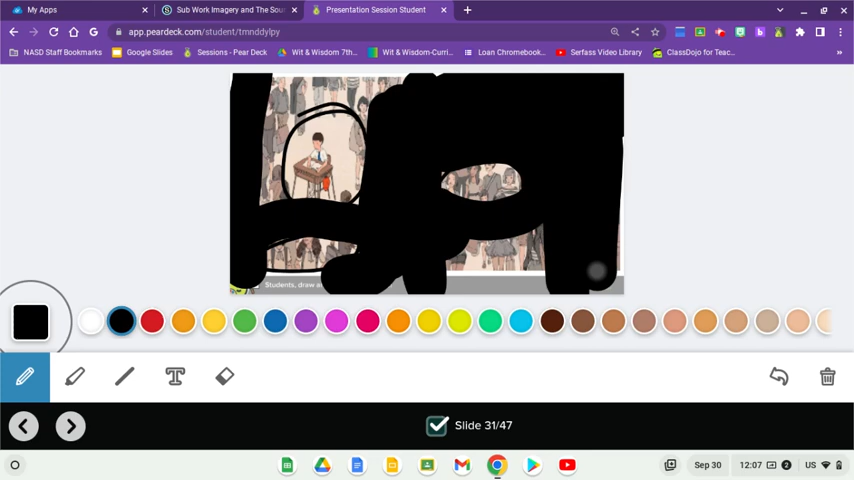 My Apps
Sub Work Imagery and The Sou
Presentation Session Student
app.peardeck.com/student/tmnddylpy
NASD Staff Bookmarks
Google Slides
Sessions - Pear Deck
Wit & Wisdom 7th...
Wit & Wisdom-Curri...
Loan Chromebook...
Serfass Video Library
ClassDojo for Teac...
Students, draw a
Slide 31/47
Sep 30
12:07
2
US